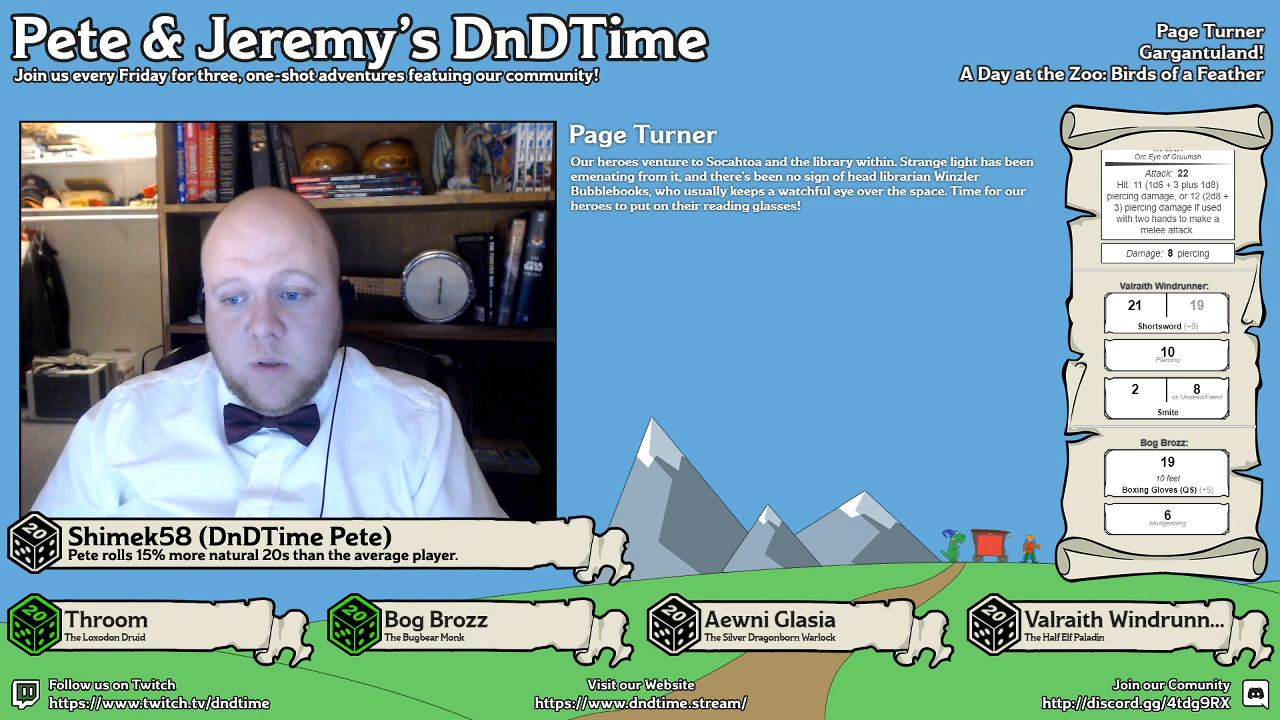 Pete & Jeremy's DnDTime
Join us every Friday for three, one-shot adventures featuing our community!
Page Turner
Gargantuland!
A Day at the Zoo: Birds of a Feather
Page Turner
Our heroes venture to Socahtoa and the library within. Strange light has been
emenating from it, and there's been no sign of head librarian Winzler
Bubblebooks, who usually keeps a watchful eye over the space. Time for our
heroes to put on their reading glasses!
Orc Eye of Gruumsh
Attack: 22
Hit: 11 (1d6 + 3 plus 1d8)
piercing damage, or 12 (2d8 +
3) piercing damage if used
with two hands to make a
melee attack.
Damage: 8 piercing
Valraith Windrunner:
21 19
Shortsword (+9)
10
Piercing
2 8
vs Undead/Fiend
Smite
Bog Brozz:
19
10 feet
Boxing Gloves (QS) (+5)
6
bludgeoning
STAR WARS
20
Shimek58 (DnDTime Pete)
Pete rolls 15% more natural 20s than the average player.
20
Throom
The Loxodon Druid
20
Bog Brozz
The Bugbear Monk
20
Aewni Glasia
The Silver Dragonborn Warlock
20
Valraith Windrunn...
The Half Elf Paladin
Follow us on Twitch
https://www.twitch.tv/dndtime
Visit our Website
https://www.dndtime.stream/
Join our Comunity
http://discord.gg/4tdg9RX